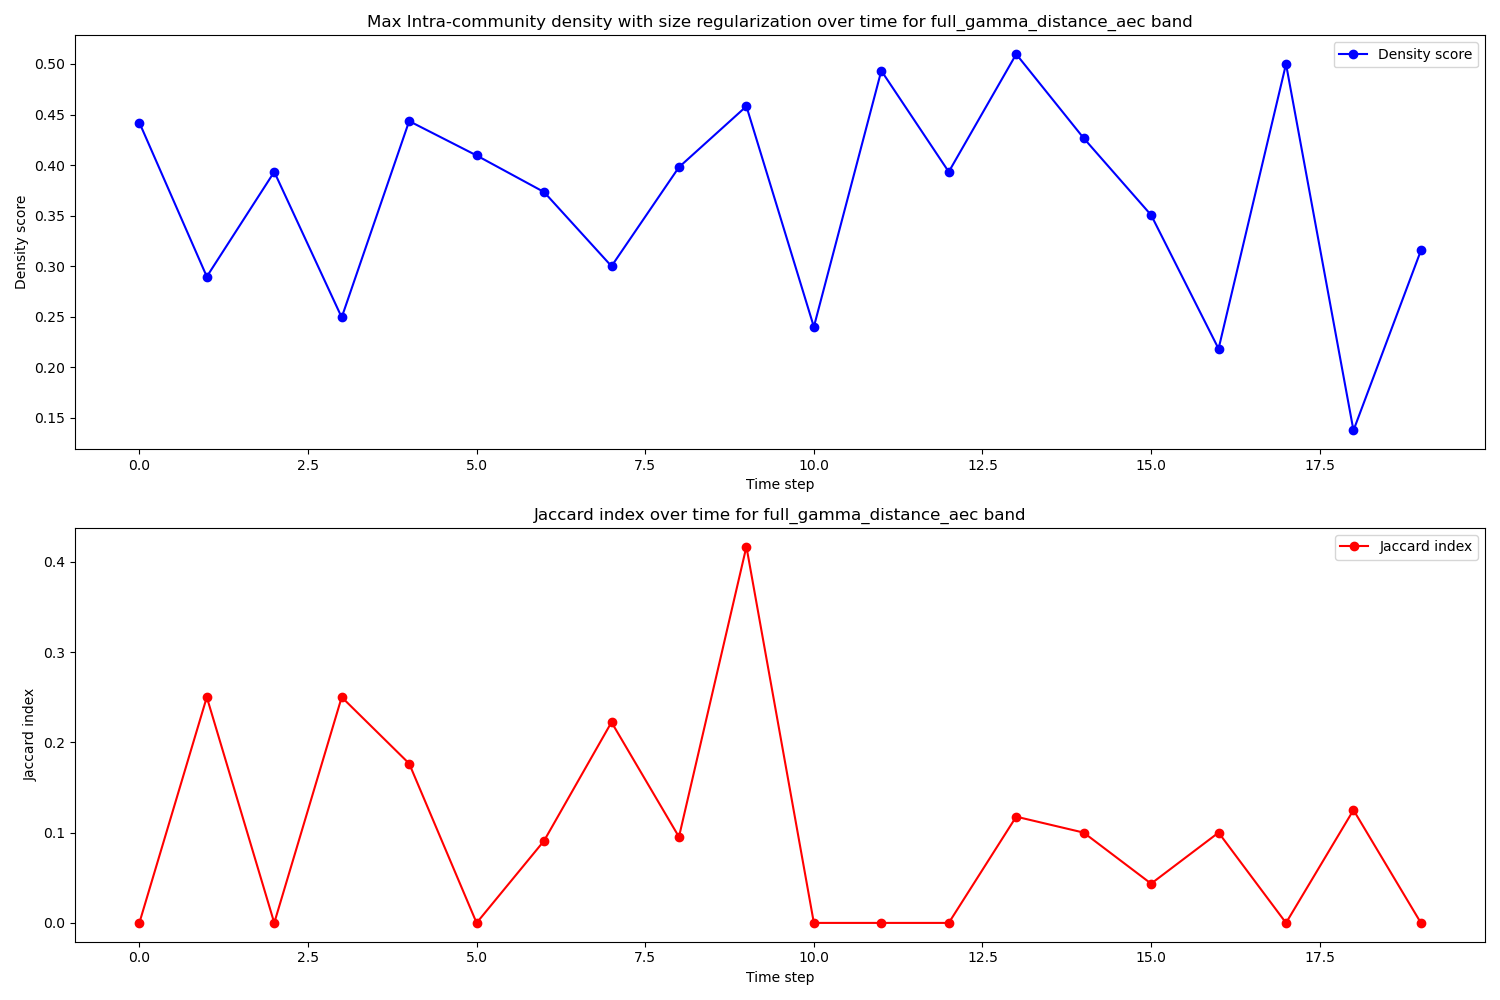 Max Intra-community density with size regularization over time for full_gamma_distance_aec band
Density score
0.50
0.45
0.40
0.35
0.30
0.25
0.20
0.15
Density score
0.0 2.5 5.0 7.5 10.0 12.5 15.0 17.5
Time step
Jaccard index over time for full_gamma_distance_aec band
Jaccard index
0.4
0.3
0.2
0.1
0.0
Jaccard index
0.0 2.5 5.0 7.5 10.0 12.5 15.0 17.5
Time step